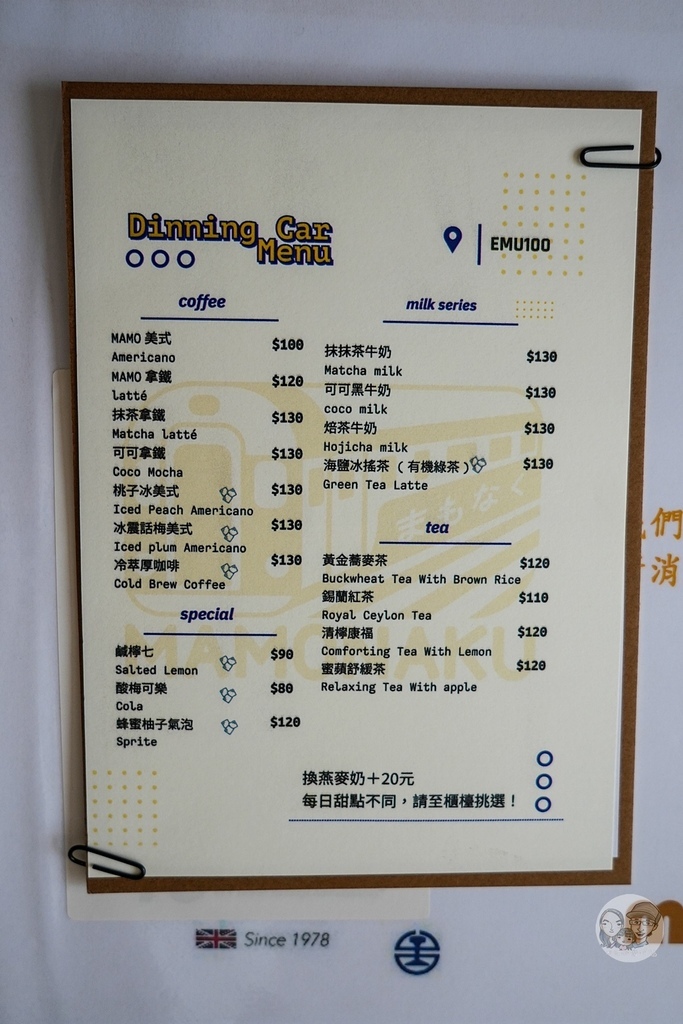 Dinning Car
Menu
EMU100
coffee
MAMO 美式 $100
Americano
MAMO 拿鐵 $120
latté
抹茶拿鐵 $130
Matcha latté
可可拿鐵 $130
Coco Mocha
桃子冰美式 $130
Iced Peach Americano
冰震話梅美式 $130
Iced plum Americano
冷萃厚咖啡 $130
Cold Brew Coffee
special
鹹檸七 $90
Salted Lemon
酸梅可樂 $80
Cola
蜂蜜柚子氣泡 $120
Sprite
milk series
抹抹茶牛奶 $130
Matcha milk
可可黑牛奶 $130
coco milk
焙茶牛奶 $130
Hojicha milk
海鹽冰搖茶（有機綠茶） $130
Green Tea Latte
tea
黃金蕎麥茶 $120
Buckwheat Tea With Brown Rice
錫蘭紅茶 $110
Royal Ceylon Tea
清檸康福 $120
Comforting Tea With Lemon
蜜蘋舒緩茶 $120
Relaxing Tea With apple
まもなく
換燕麥奶＋20元
每日甜點不同，請至櫃檯挑選！
們
消
Since 1978